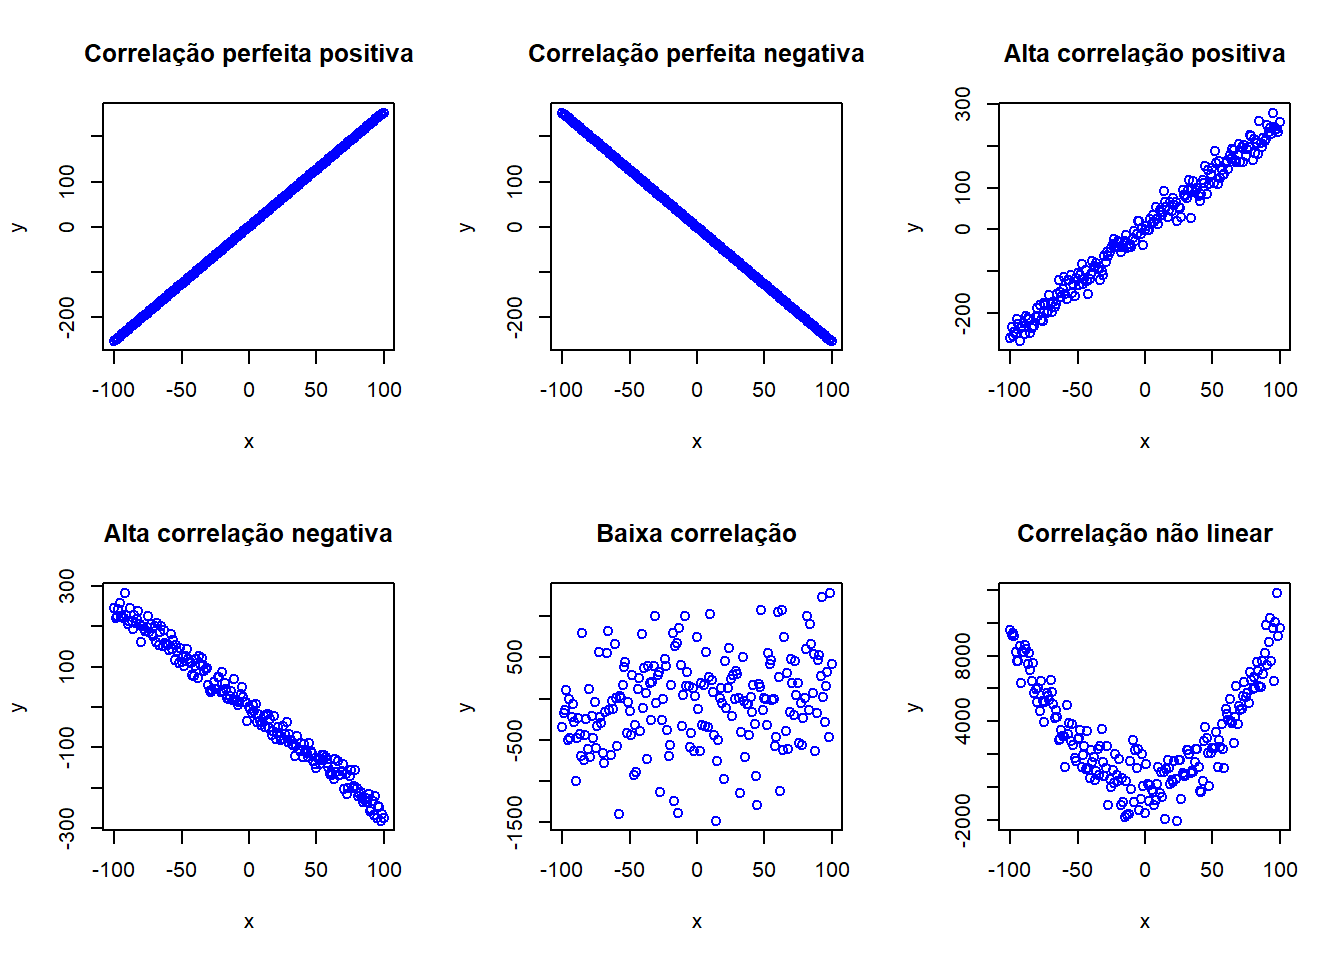 Correlação perfeita positiva
y
100
0
-200
-100 -50 0 50 100
x
Correlação perfeita negativa
y
100
0
-200
-100 -50 0 50 100
x
Alta correlação positiva
y
300
100
0
-200
-100 -50 0 50 100
x
Alta correlação negativa
y
300
100
-100
-300
-100 -50 0 50 100
x
Baixa correlação
y
500
-500
-1500
-100 -50 0 50 100
x
Correlação não linear
y
8000
4000
-2000
-100 -50 0 50 100
x